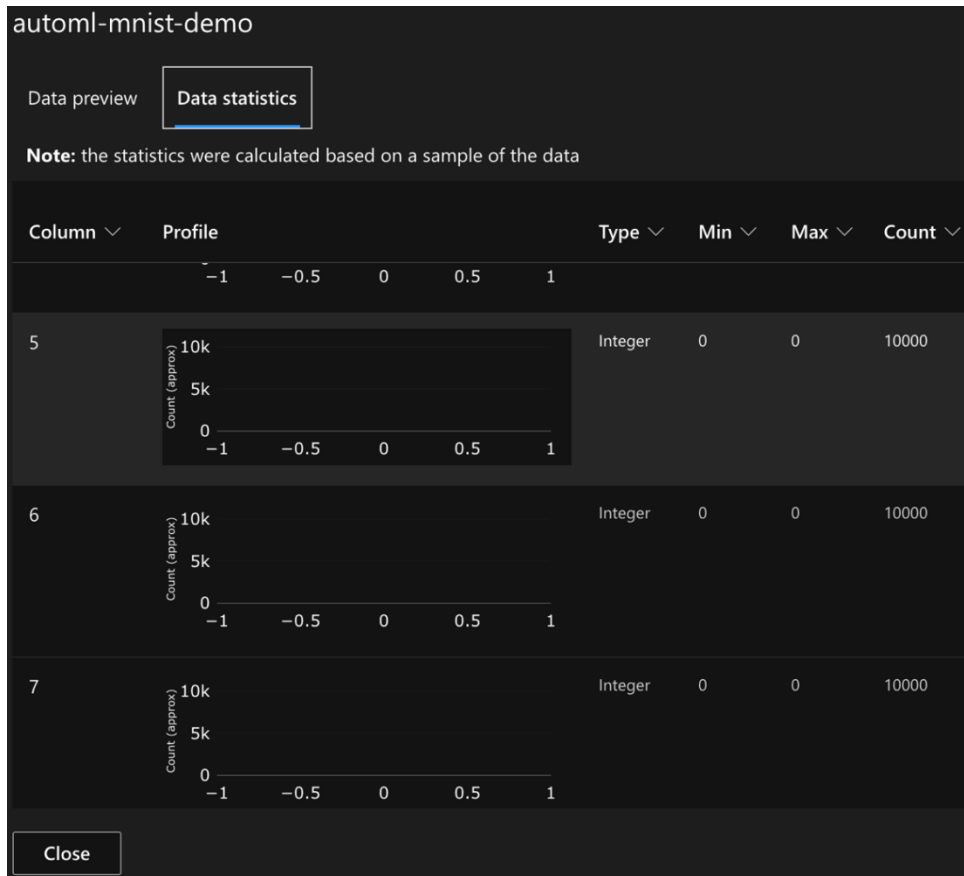 automl-mnist-demo
Data preview Data statistics
Note: the statistics were calculated based on a sample of the data
Column Profile Type Min Max Count
−1 −0.5 0 0.5 1
5 Integer 0 0 10000
Count (approx)
10k
5k
0
−1 −0.5 0 0.5 1
6 Integer 0 0 10000
Count (approx)
10k
5k
0
−1 −0.5 0 0.5 1
7 Integer 0 0 10000
Count (approx)
10k
5k
0
−1 −0.5 0 0.5 1
Close